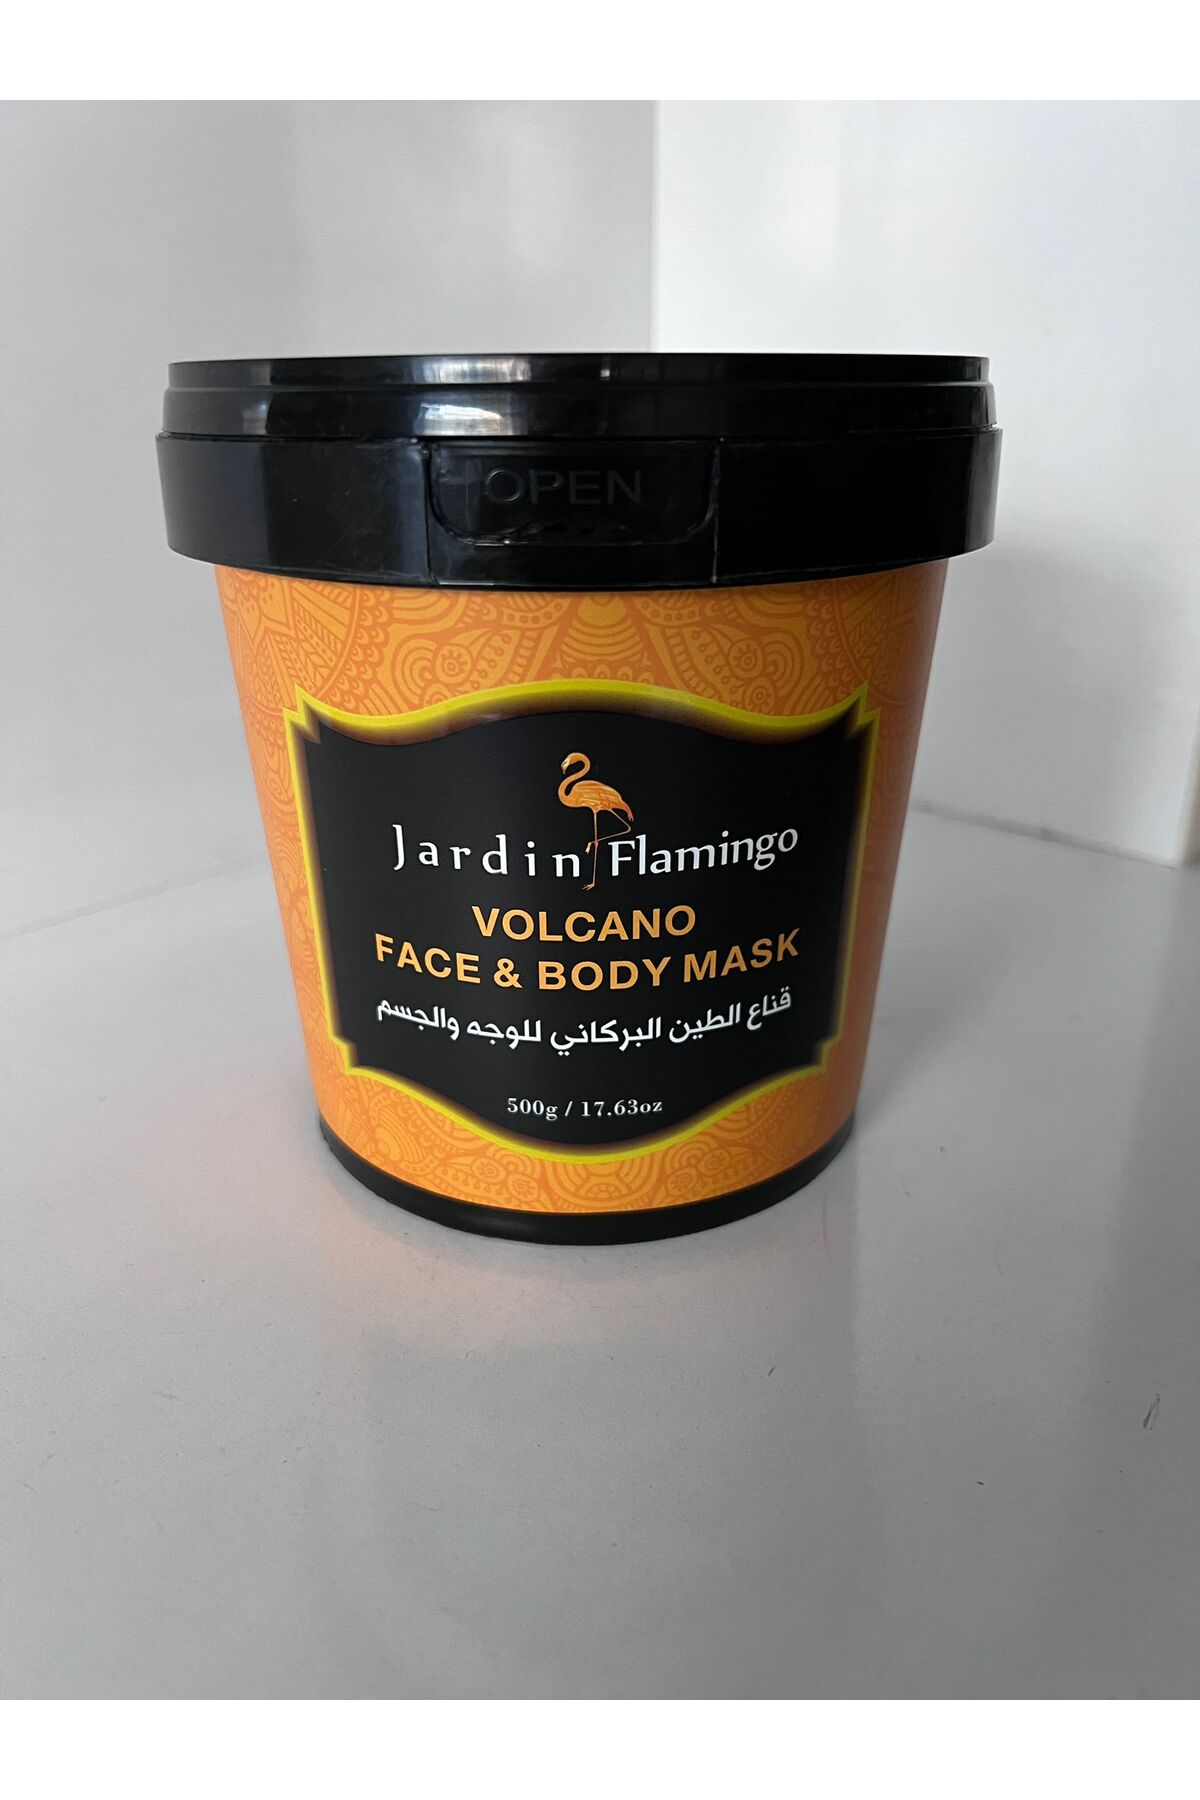 OPEN
Jardin Flamingo
VOLCANO
FACE & BODY MASK
قناع الطين البركاني للوجه والجسم
500g / 17.63oz